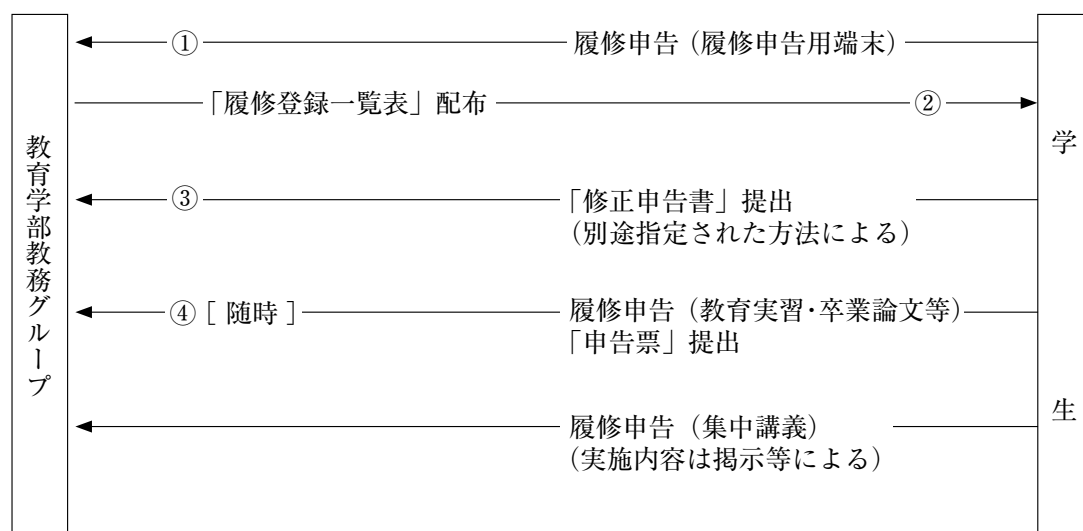 ① 履修申告(履修申告用端末)
「履修登録一覧表」配布 ②
教育学部教務グループ
学生
③ 「修正申告書」提出
(別途指定された方法による)
④[ 随時 ] 履修申告(教育実習・卒業論文等)
「申告票」提出
履修申告(集中講義)
(実施内容は掲示等による)